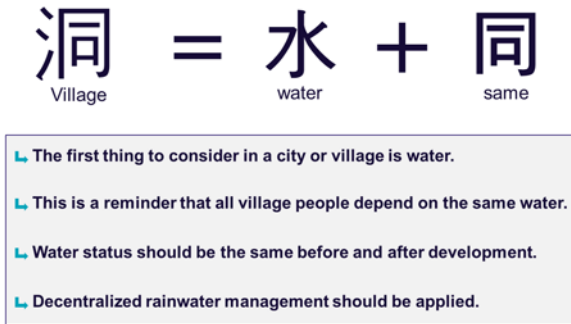 洞 = 水 + 同
Village water same
The first thing to consider in a city or village is water.
This is a reminder that all village people depend on the same water.
Water status should be the same before and after development.
Decentralized rainwater management should be applied.